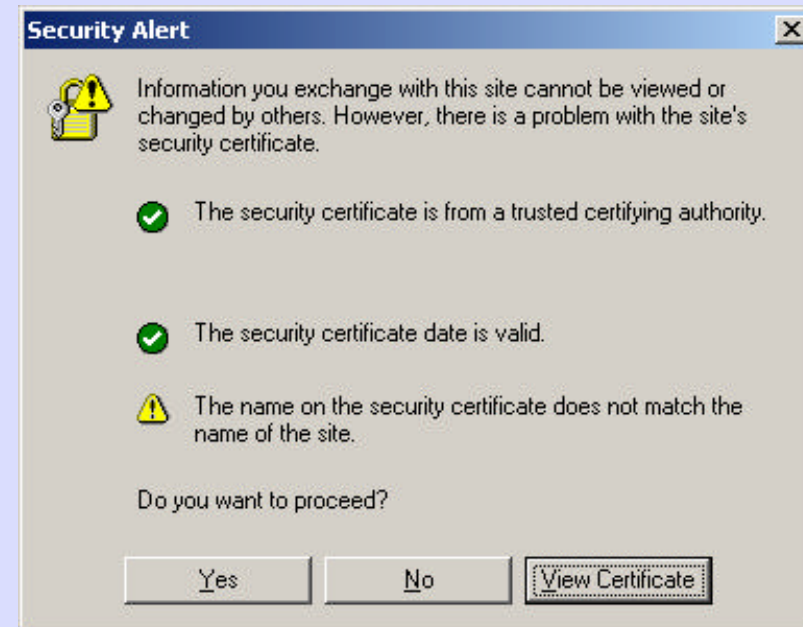 Security Alert
Information you exchange with this site cannot be viewed or
changed by others. However, there is a problem with the site's
security certificate.
The security certificate is from a trusted certifying authority.
The security certificate date is valid.
The name on the security certificate does not match the
name of the site.
Do you want to proceed?
Yes
No
View Certificate